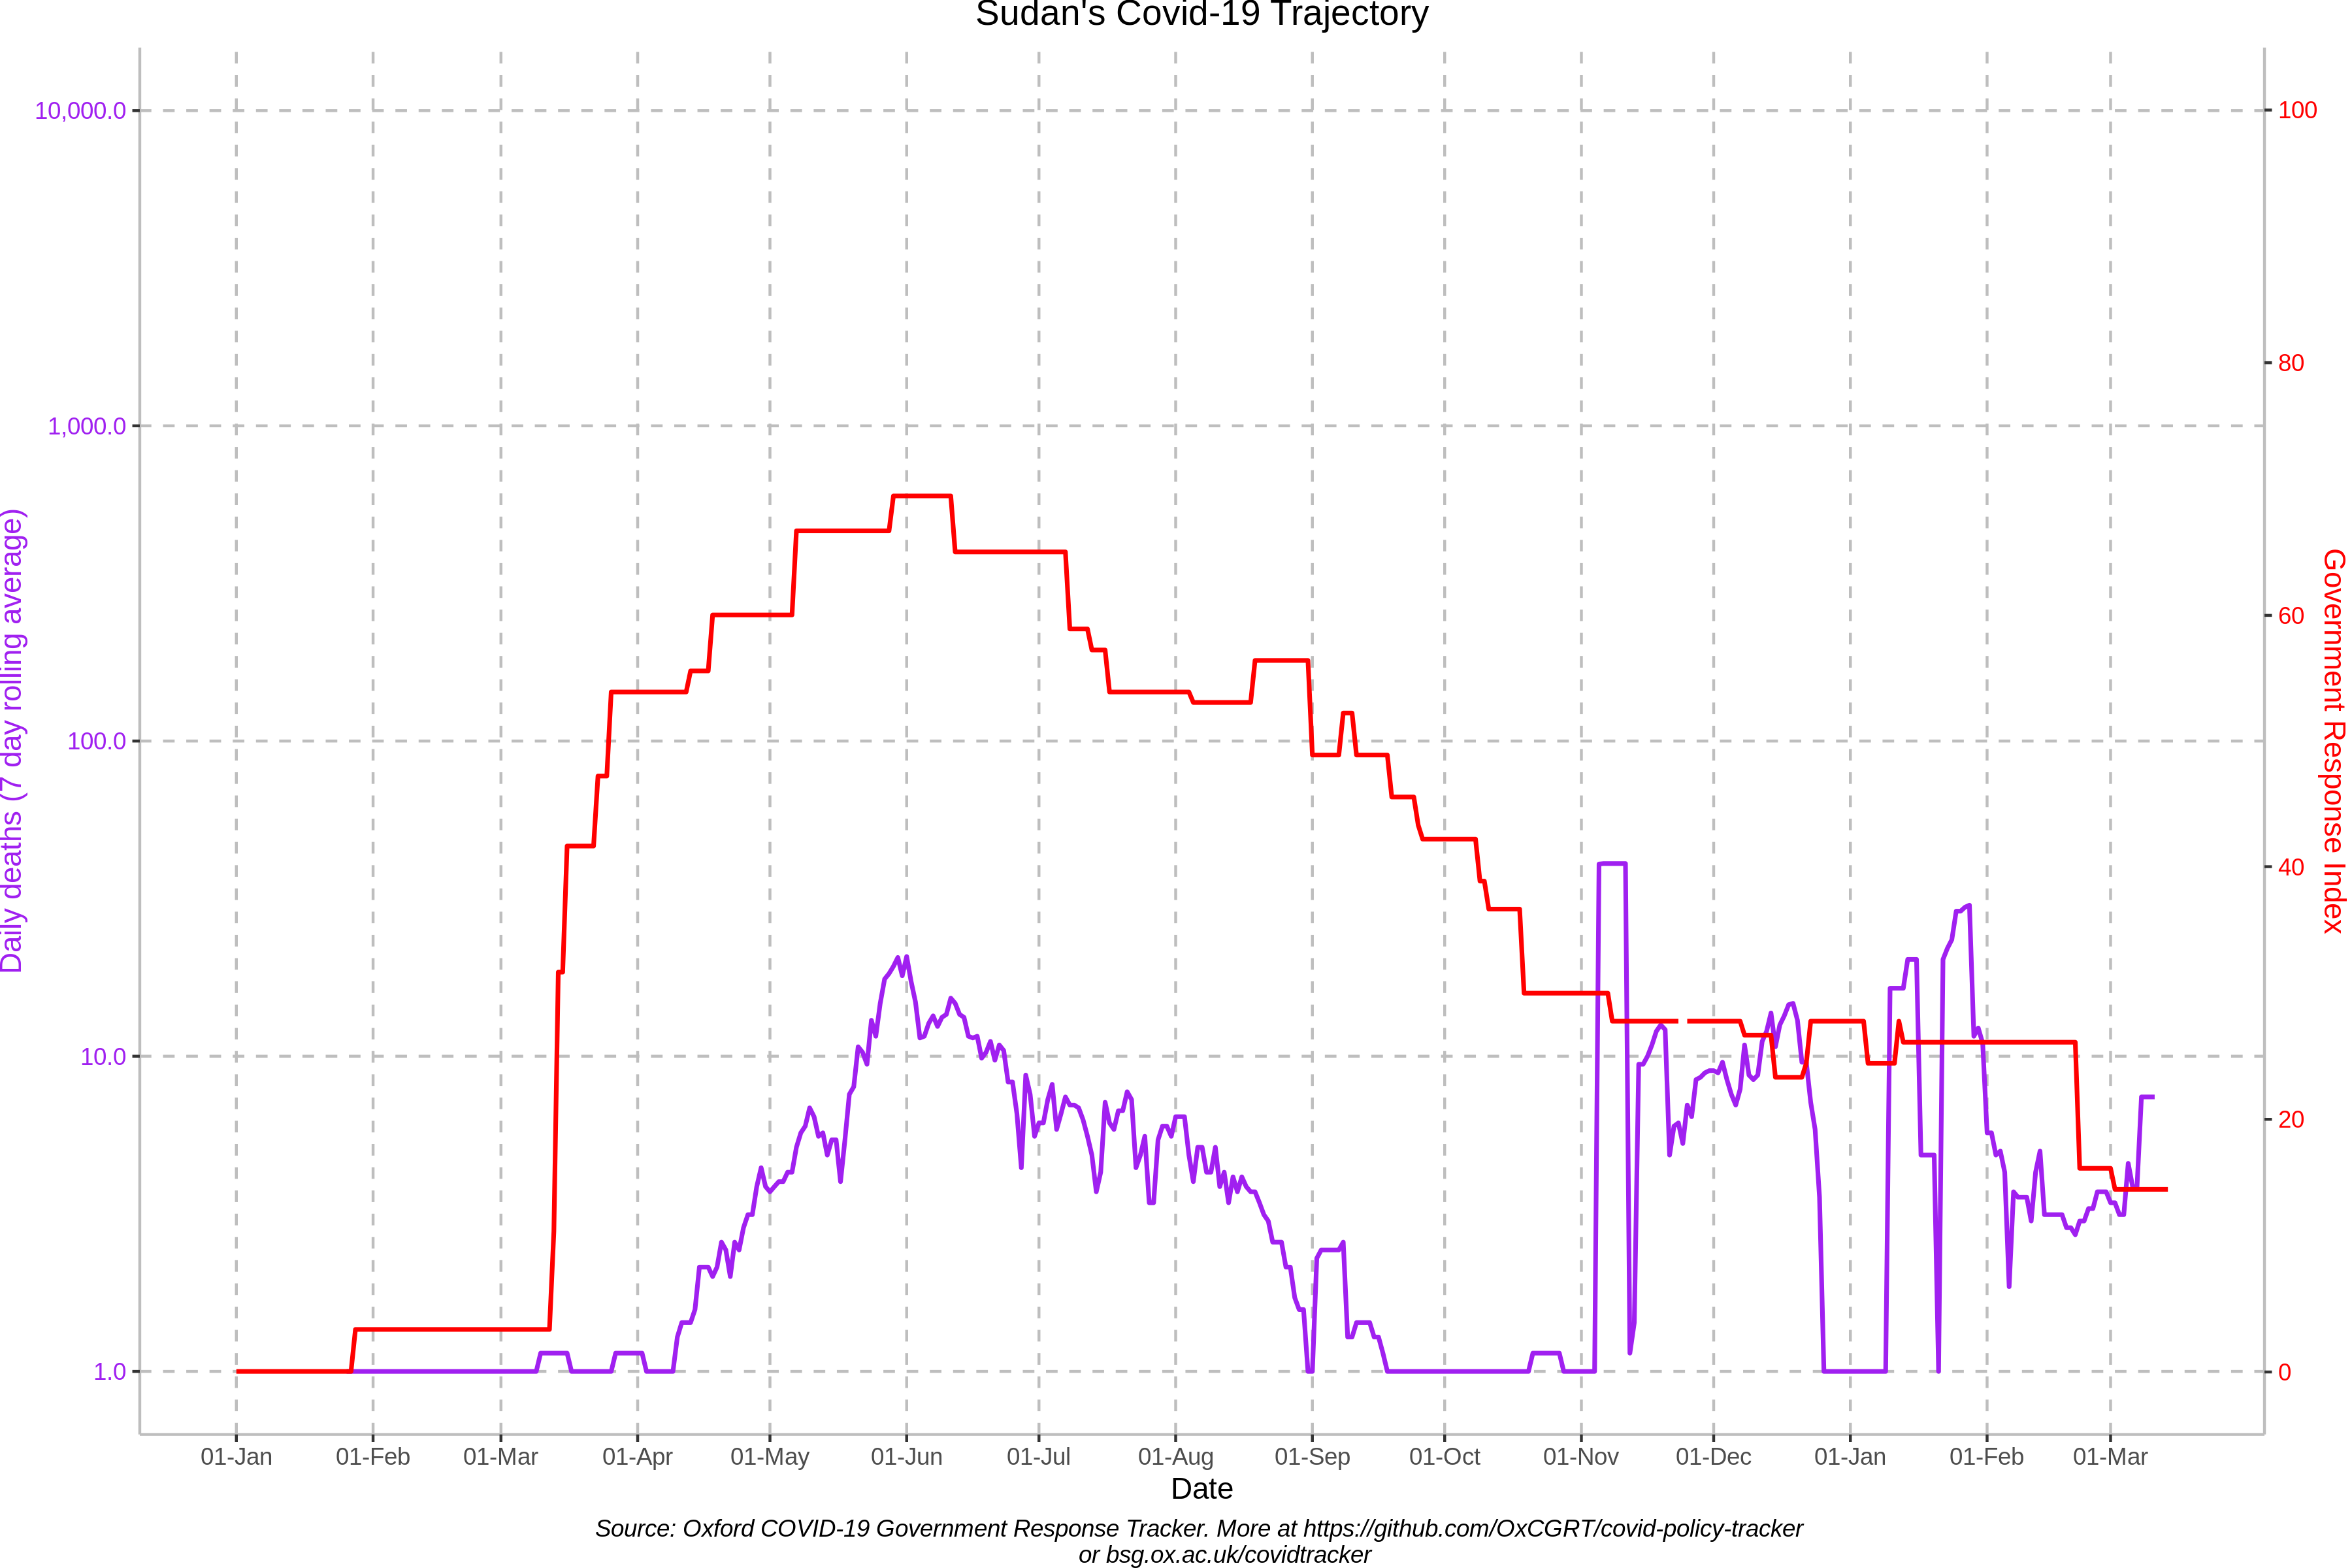 Sudan's Covid-19 Trajectory
10,000.0
1,000.0
100.0
10.0
1.0
Daily deaths (7 day rolling average)
100
80
60
40
20
0
Government Response Index
01-Jan 01-Feb 01-Mar 01-Apr 01-May 01-Jun 01-Jul 01-Aug 01-Sep 01-Oct 01-Nov 01-Dec 01-Jan 01-Feb 01-Mar
Date
Source: Oxford COVID-19 Government Response Tracker. More at https://github.com/OxCGRT/covid-policy-tracker
or bsg.ox.ac.uk/covidtracker